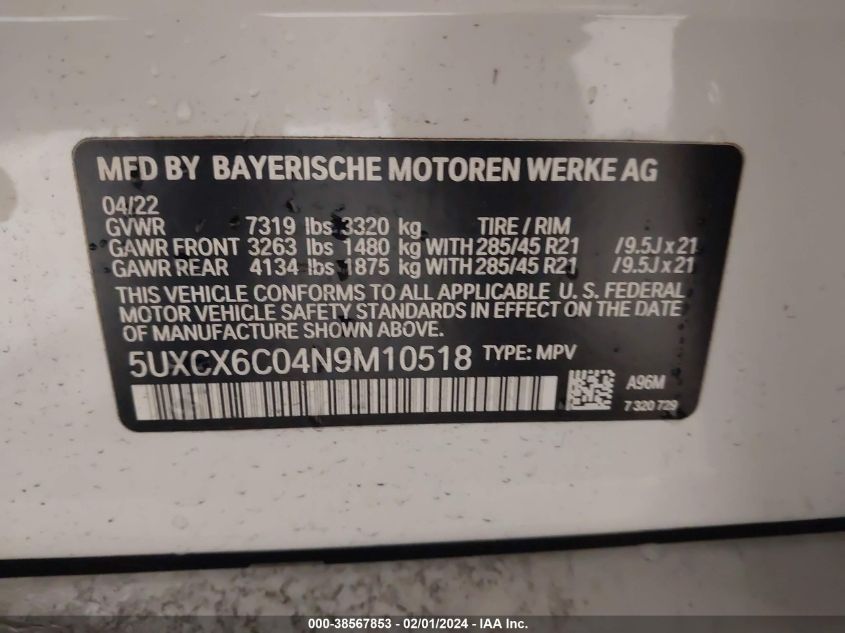 MFD BY BAYERISCHE MOTOREN WERKE AG
04/22
GVWR 7319 lbs 3320 kg TIRE / RIM
GAWR FRONT 3263 lbs 1480 kg WITH 285/45 R21 /9.5J x 21
GAWR REAR 4134 lbs 1875 kg WITH 285/45 R21 /9.5J x 21
THIS VEHICLE CONFORMS TO ALL APPLICABLE U. S. FEDERAL
MOTOR VEHICLE SAFETY STANDARDS IN EFFECT ON THE DATE
OF MANUFACTURE SHOWN ABOVE.
5UXCX6C04N9M10518 TYPE: MPV
A96M
7 320 729
000-38567853 / 02/01/2024 - IAA Inc.